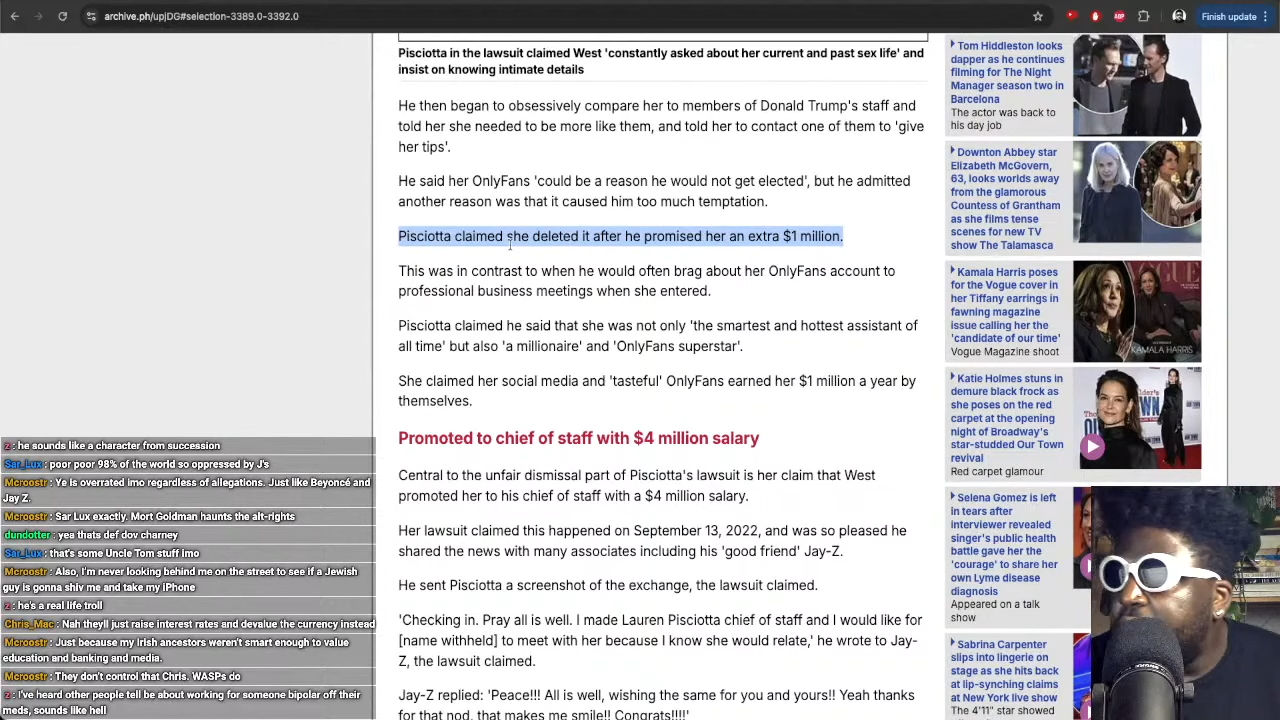 archive.ph/upjDG#selection-3389.0-3392.0
Finish update
Pisciotta in the lawsuit claimed West 'constantly asked about her current and past sex life' and
insist on knowing intimate details
He then began to obsessively compare her to members of Donald Trump's staff and
told her she needed to be more like them, and told her to contact one of them to 'give
her tips'.
He said her OnlyFans 'could be a reason he would not get elected', but he admitted
another reason was that it caused him too much temptation.
Pisciotta claimed she deleted it after he promised her an extra $1 million.
This was in contrast to when he would often brag about her OnlyFans account to
professional business meetings when she entered.
Pisciotta claimed he said that she was not only 'the smartest and hottest assistant of
all time' but also 'a millionaire' and 'OnlyFans superstar'.
She claimed her social media and 'tasteful' OnlyFans earned her $1 million a year by
themselves.
Promoted to chief of staff with $4 million salary
Central to the unfair dismissal part of Pisciotta's lawsuit is her claim that West
promoted her to his chief of staff with a $4 million salary.
Her lawsuit claimed this happened on September 13, 2022, and was so pleased he
shared the news with many associates including his 'good friend' Jay-Z.
He sent Pisciotta a screenshot of the exchange, the lawsuit claimed.
'Checking in. Pray all is well. I made Lauren Pisciotta chief of staff and I would like for
[name withheld] to meet with her because I know she would relate,' he wrote to Jay-
Z, the lawsuit claimed.
Jay-Z replied: 'Peace!!! All is well, wishing the same for you and yours!! Yeah thanks
for that nod, that makes me smile!! Congrats!!!!'
Tom Hiddleston looks
dapper as he continues
filming for The Night
Manager season two in
Barcelona
The actor was back to
his day job
Downton Abbey star
Elizabeth McGovern,
63, looks worlds away
from the glamorous
Countess of Grantham
as she films tense
scenes for new TV
show The Talamasca
Kamala Harris poses
for the Vogue cover in
her Tiffany earrings in
fawning magazine
issue calling her the
'candidate of our time'
Vogue Magazine shoot
KAMALA HARRIS
Katie Holmes stuns in
demure black frock as
she poses on the red
carpet at the opening
night of Broadway's
star-studded Our Town
revival
Red carpet glamour
Selena Gomez is left
in tears after
interviewer revealed
singer's public health
battle gave her the
'courage' to share her
own Lyme disease
diagnosis
Appeared on a talk
show
Sabrina Carpenter
slips into lingerie on
stage as she hits back
at lip-synching claims
at New York live show
The 4'11" star showed
z : he sounds like a character from succession
Sar_Lux : poor poor 98% of the world so oppressed by J's
Mcroostr : Ye is overrated imo regardless of allegations. Just like Beyoncé and
Jay Z.
Mcroostr : Sar Lux exactly. Mort Goldman haunts the alt-rights
dundotter : yea thats def dov charney
Sar_Lux : that's some Uncle Tom stuff imo
Mcroostr : Also, I'm never looking behind me on the street to see if a Jewish
guy is gonna shiv me and take my iPhone
z : he's a real life troll
Chris_Mac : Nah theyll just raise interest rates and devalue the currency instead
Mcroostr : Just because my Irish ancestors weren't smart enough to value
education and banking and media.
Mcroostr : They don't control that Chris. WASPs do
z : I've heard other people tell be about working for someone bipolar off their
meds, sounds like hell